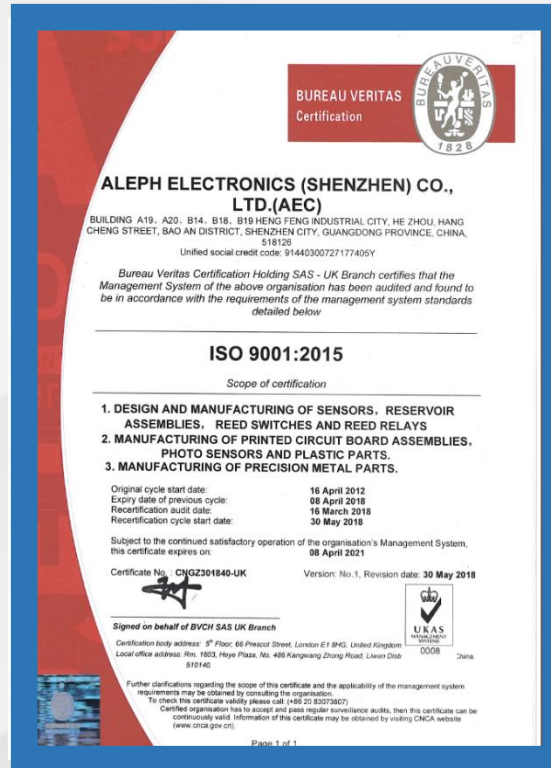 BUREAU VERITAS
Certification
BUREAU VERITAS
1828
ALEPH ELECTRONICS (SHENZHEN) CO.,
LTD.(AEC)
BUILDING A19、A20、B14、B18、B19 HENG FENG INDUSTRIAL CITY, HE ZHOU, HANG
CHENG STREET, BAO AN DISTRICT, SHENZHEN CITY, GUANGDONG PROVINCE, CHINA,
518126
Unified social credit code: 91440300727177405Y
Bureau Veritas Certification Holding SAS - UK Branch certifies that the
Management System of the above organisation has been audited and found to
be in accordance with the requirements of the management system standards
detailed below
ISO 9001:2015
Scope of certification
1. DESIGN AND MANUFACTURING OF SENSORS, RESERVOIR
ASSEMBLIES, REED SWITCHES AND REED RELAYS
2. MANUFACTURING OF PRINTED CIRCUIT BOARD ASSEMBLIES,
PHOTO SENSORS AND PLASTIC PARTS.
3. MANUFACTURING OF PRECISION METAL PARTS.
Original cycle start date: 16 April 2012
Expiry date of previous cycle: 08 April 2018
Recertification audit date: 16 March 2018
Recertification cycle start date: 30 May 2018
Subject to the continued satisfactory operation of the organisation's Management System,
this certificate expires on: 08 April 2021
Certificate No. : CNGZ301840-UK Version: No.1, Revision date: 30 May 2018
Signed on behalf of BVCH SAS UK Branch
UKAS
MANAGEMENT
SYSTEMS
0008
Certification body address: 5th Floor, 66 Prescot Street, London E1 8HG, United Kingdom
Local office address: Rm. 1603, Heye Plaza, No. 486 Kangwang Zhong Road, Liwan Distr China
510140.
Further clarifications regarding the scope of this certificate and the applicability of the management system
requirements may be obtained by consulting the organisation.
To check this certificate validity please call: (+86 20 83073807)
Certified organisation has to accept and pass regular surveillance audits, then this certificate can be
continuously valid. Information of this certificate may be obtained by visiting CNCA website
(www.cnca.gov.cn).
Page 1 of 1